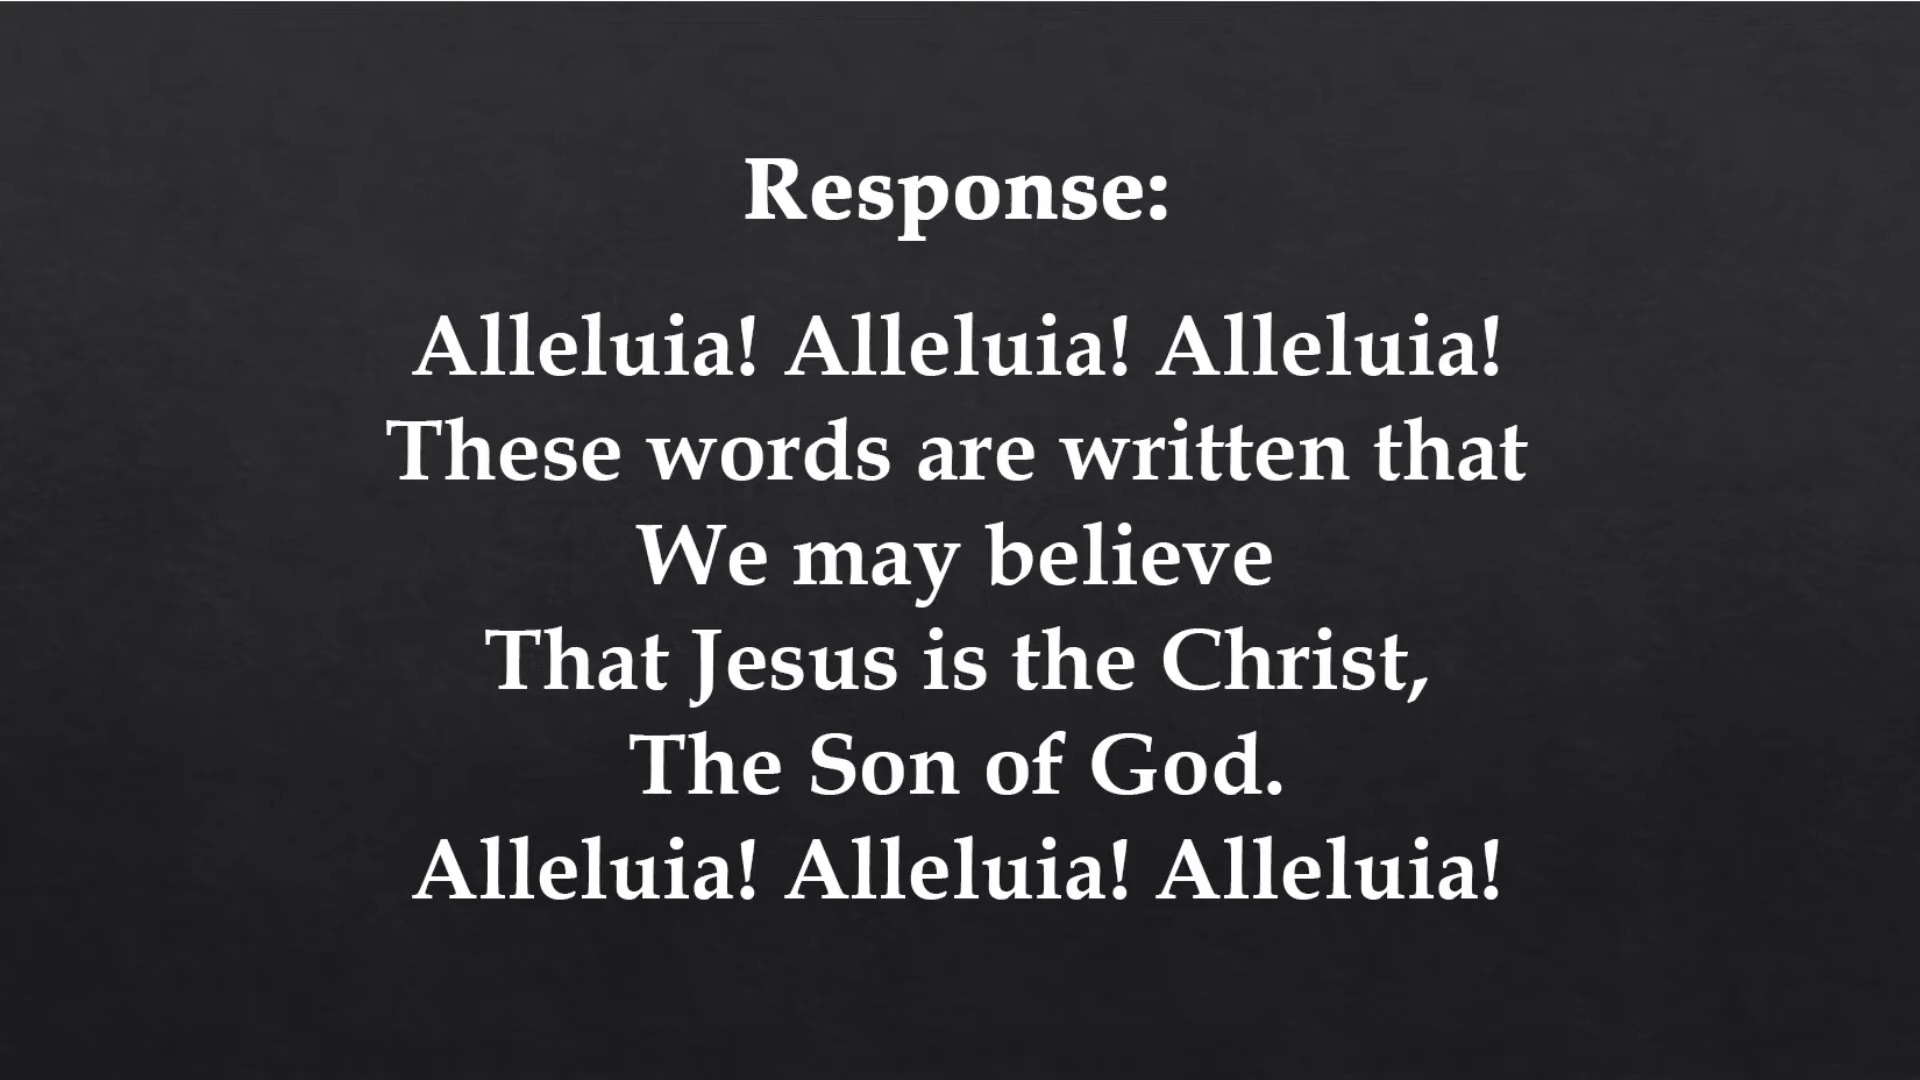 Response:
Alleluia! Alleluia! Alleluia!
These words are written that
We may believe
That Jesus is the Christ,
The Son of God.
Alleluia! Alleluia! Alleluia!